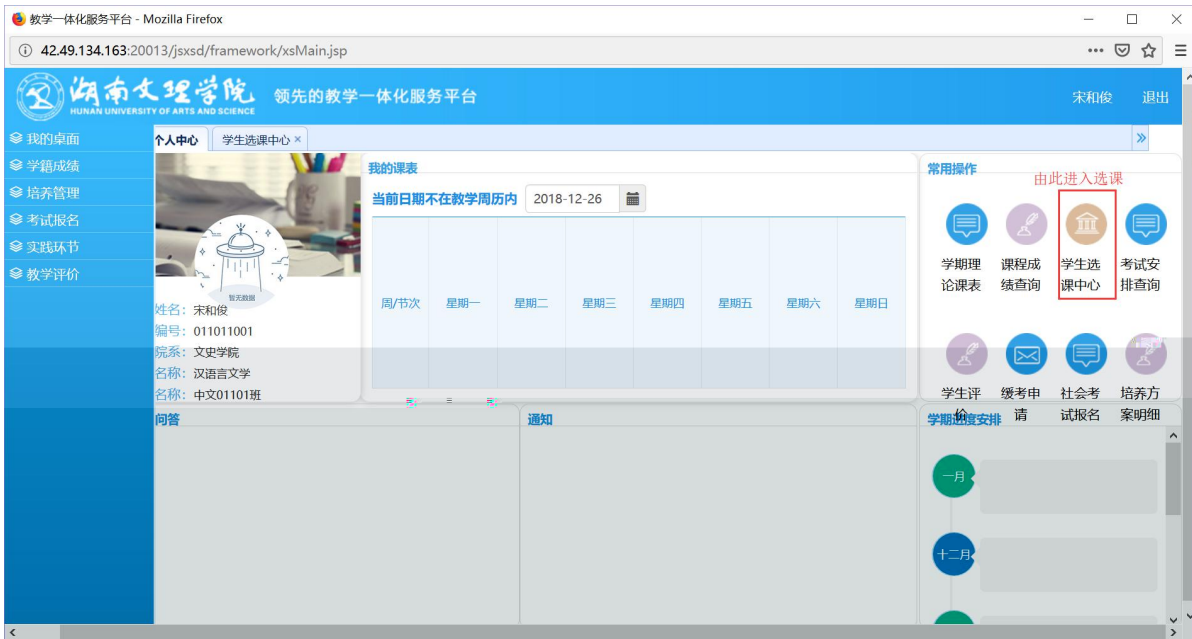 教学一体化服务平台 - Mozilla Firefox
42.49.134.163:20013/jsxsd/framework/xsMain.jsp
湖南文理学院
HUNAN UNIVERSITY OF ARTS AND SCIENCE
领先的教学一体化服务平台
宋和俊 退出
我的桌面
学籍成绩
培养管理
考试报名
实践环节
教学评价
个人中心 学生选课中心 ×
暂无数据
姓名：宋和俊
编号：011011001
院系：文史学院
名称：汉语言文学
名称：中文01101班
我的课表
当前日期不在教学周历内 2018-12-26
周/节次 星期一 星期二 星期三 星期四 星期五 星期六 星期日
常用操作
由此进入选课
学期理论课表
课程成绩查询
学生选课中心
考试安排查询
学生评价
缓考申请
社会考试报名
培养方案明细
问答
通知
学期进度安排
一月
十二月